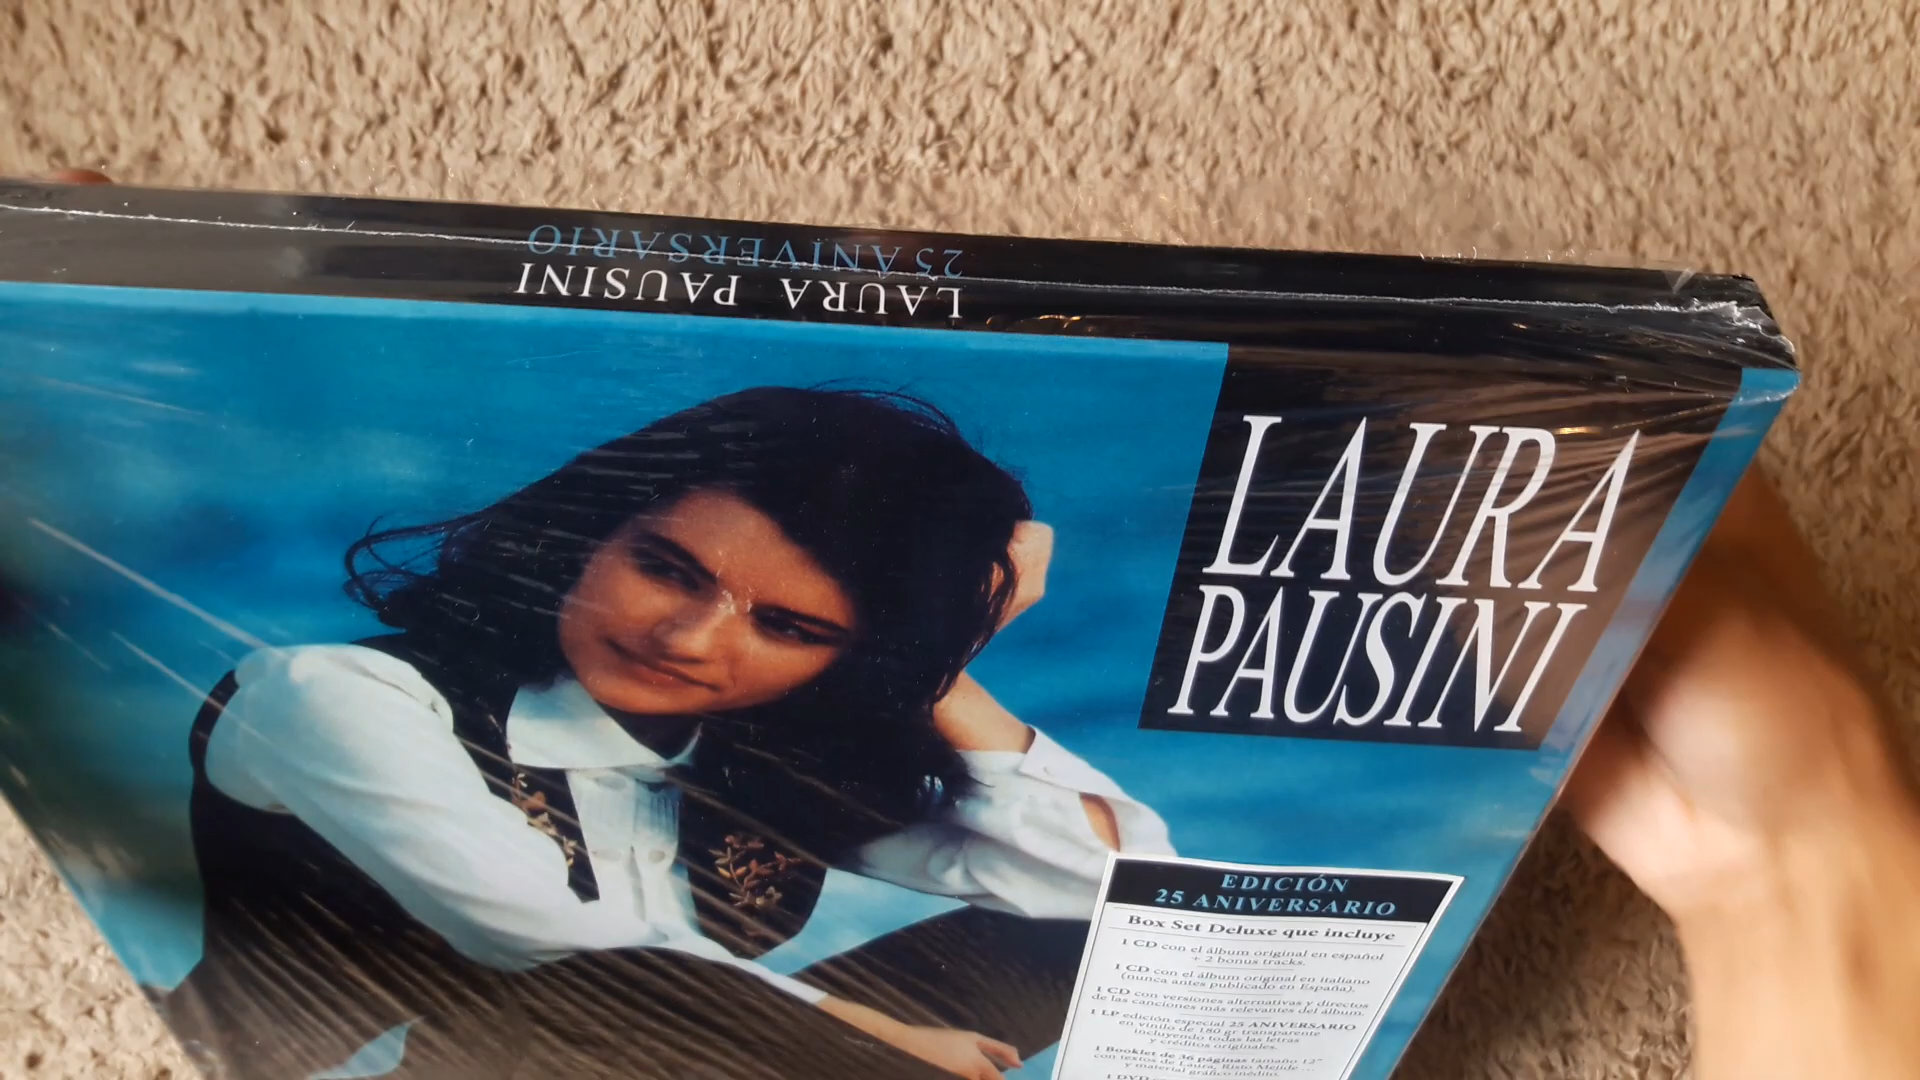 25 ANIVERSARIO
LAURA PAUSINI
LAURA
PAUSINI
EDICIÓN
25 ANIVERSARIO
Box Set Deluxe que incluye
1 CD con el álbum original en español
+ 2 bonus tracks.
1 CD con el álbum original en italiano
(nunca antes publicado en España).
1 CD con versiones alternativas y directos
de las canciones más relevantes del álbum.
1 LP edición especial 25 ANIVERSARIO
en vinilo de 180 gr transparente
incluyendo todas las letras
y créditos originales.
1 Booklet de 36 páginas tamaño 12"
con textos de Laura, Risto Mejide ...
y material gráfico inédito.
1 DVD